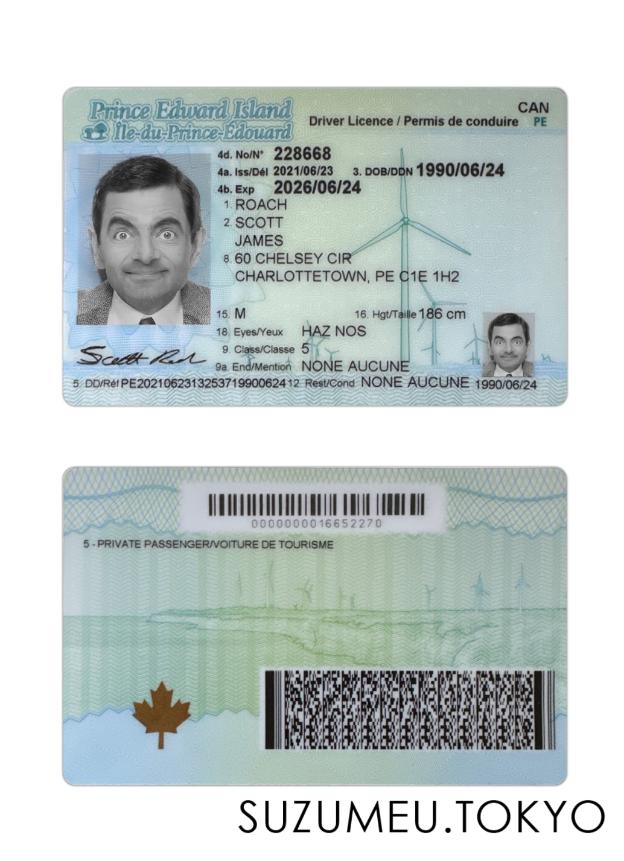 Prince Edward Island
Île-du-Prince-Édouard
Driver Licence / Permis de conduire
CAN
PE
4d. No/N° 228668
4a. Iss/Dél 2021/06/23 3. DOB/DDN 1990/06/24
4b. Exp 2026/06/24
1. ROACH
2. SCOTT
JAMES
8. 60 CHELSEY CIR
CHARLOTTETOWN, PE C1E 1H2
15. M 16. Hgt/Taille 186 cm
18. Eyes/Yeux HAZ NOS
9. Class/Classe 5
9a. End/Mention NONE AUCUNE
5. DD/Réf PE2021062313253719900624 12. Rest/Cond NONE AUCUNE 1990/06/24
0000000016652270
5 - PRIVATE PASSENGER/VOITURE DE TOURISME
SUZUMEU.TOKYO